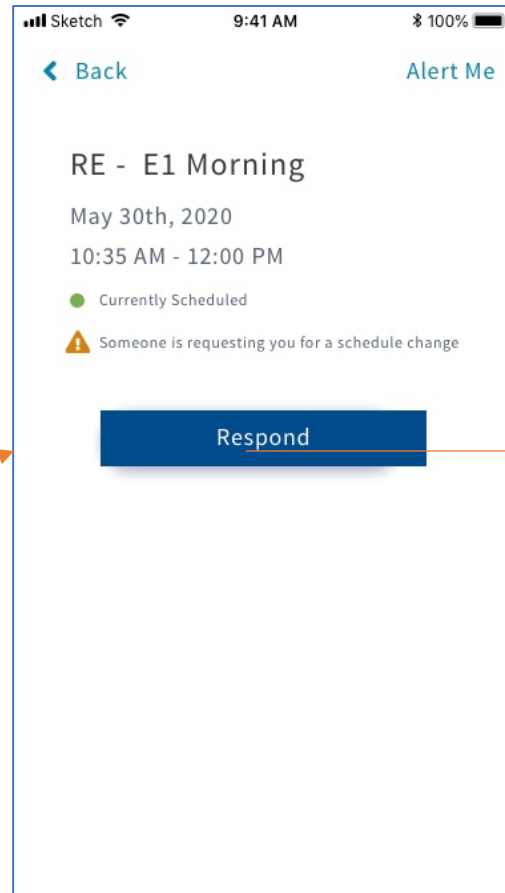 Sketch 9:41 AM 100%
Back Alert Me
RE - E1 Morning
May 30th, 2020
10:35 AM - 12:00 PM
Currently Scheduled
Someone is requesting you for a schedule change
Respond